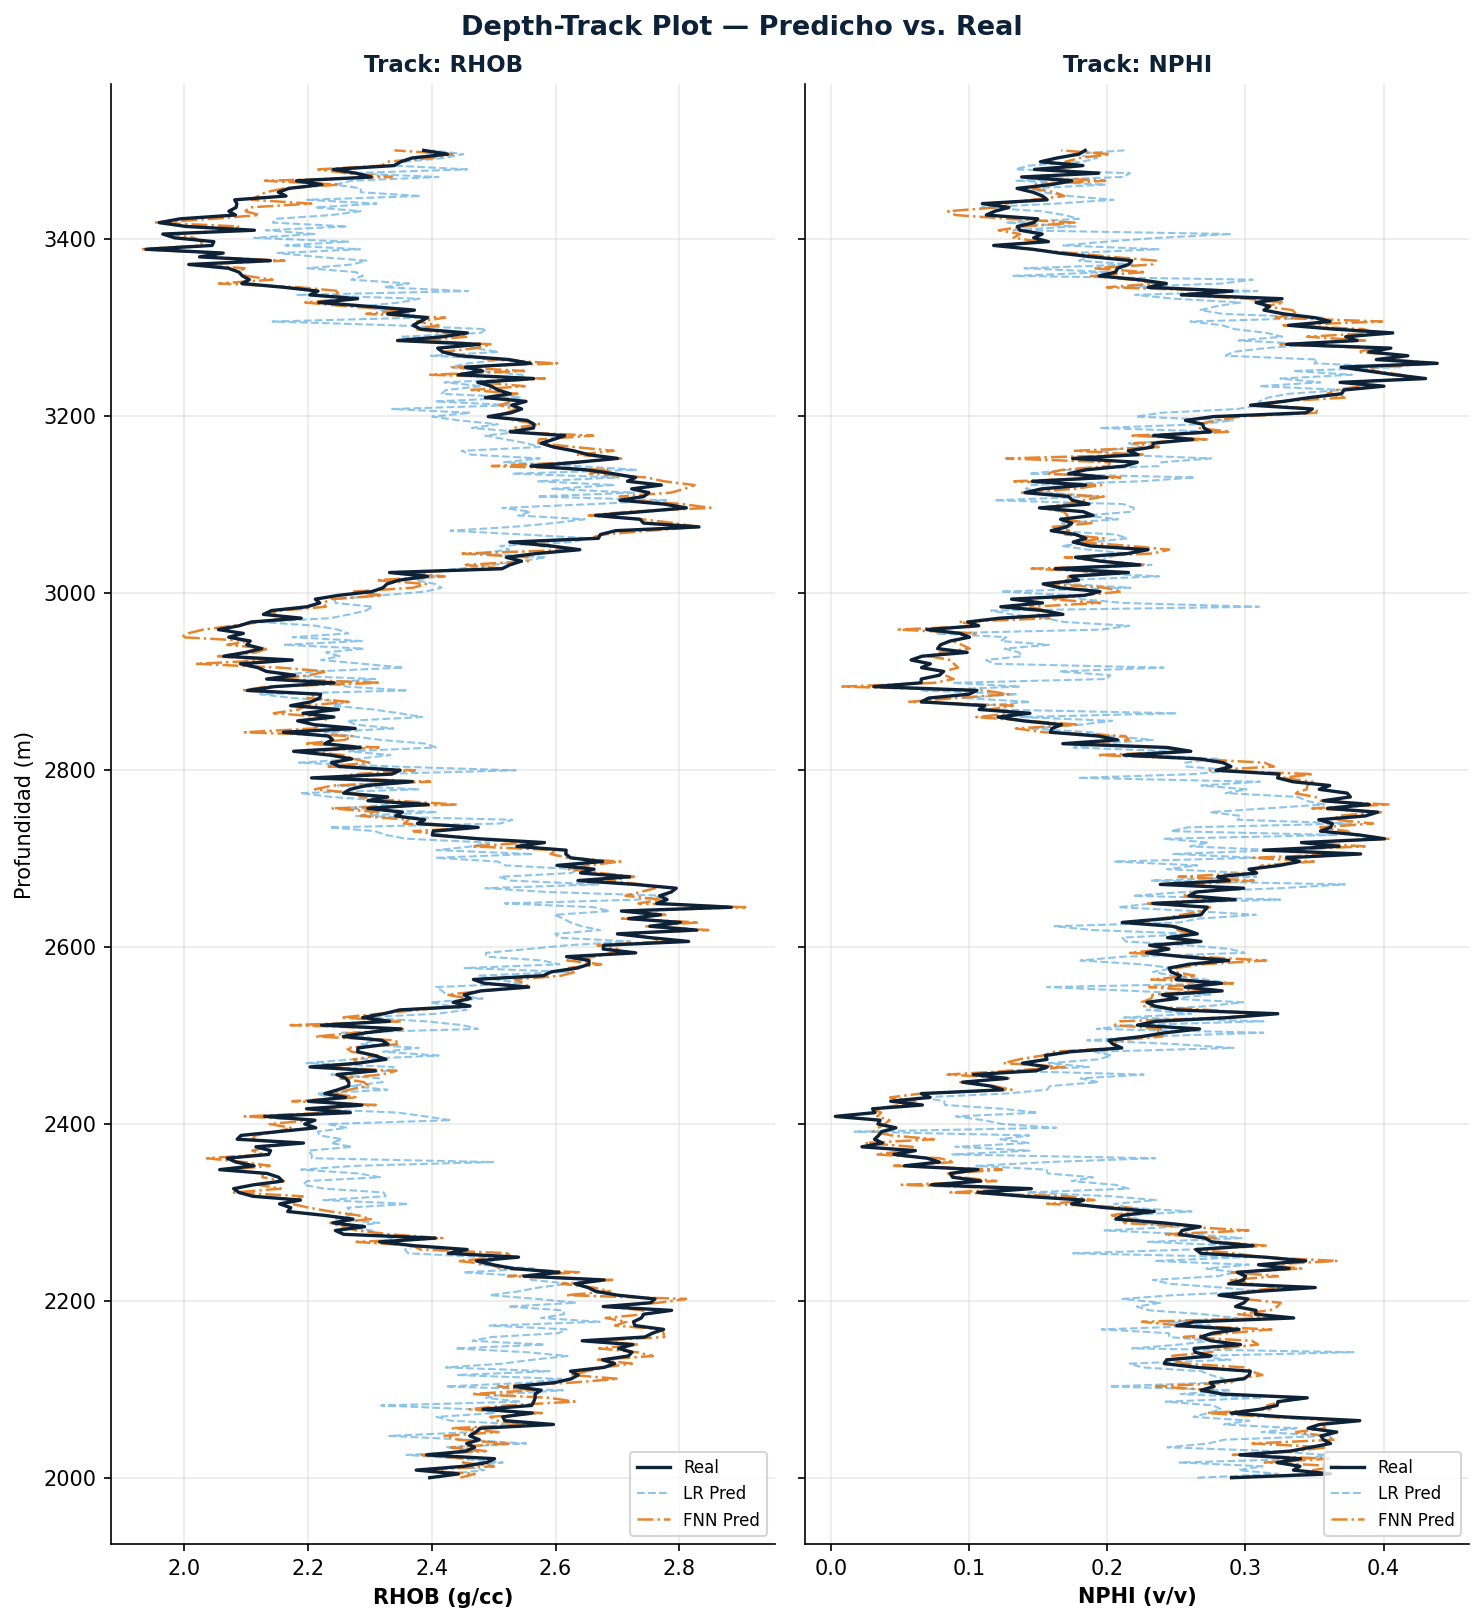 Depth-Track Plot — Predicho vs. Real
Track: RHOB
Track: NPHI
Profundidad (m)
3400
3200
3000
2800
2600
2400
2200
2000
Real
LR Pred
FNN Pred
Real
LR Pred
FNN Pred
2.0 2.2 2.4 2.6 2.8
0.0 0.1 0.2 0.3 0.4
RHOB (g/cc)
NPHI (v/v)